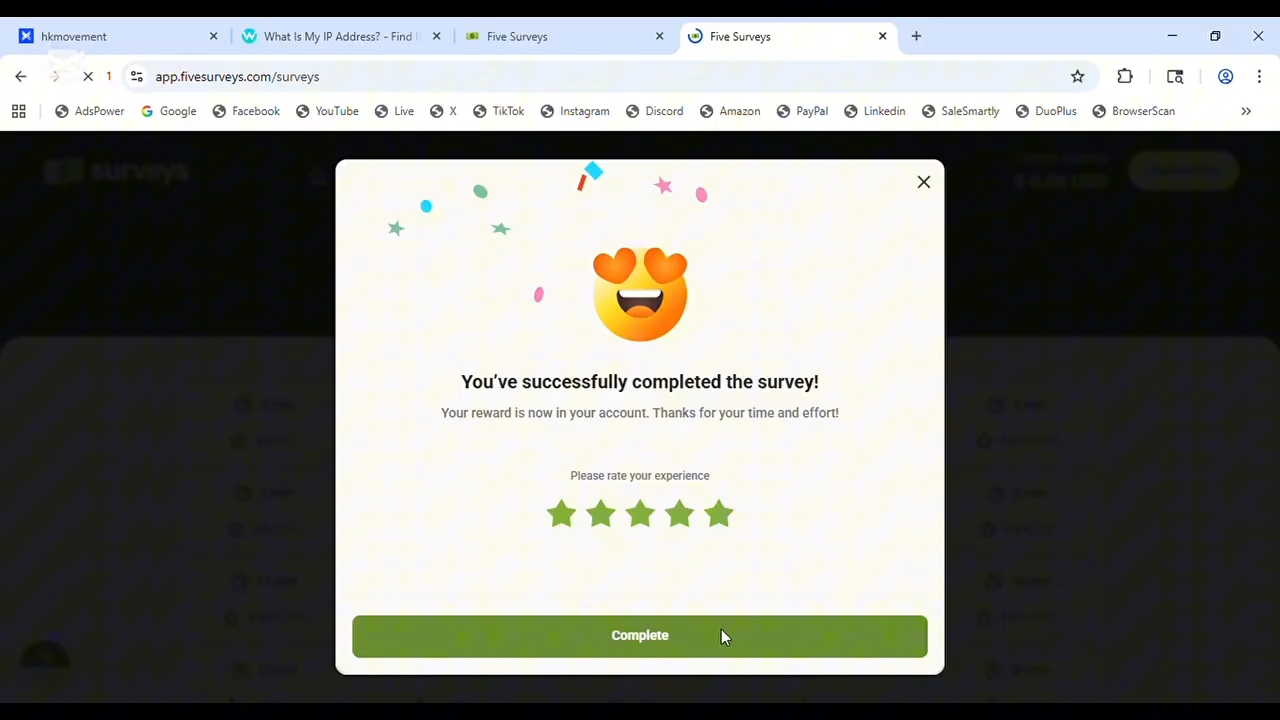 hkmovement
What Is My IP Address? - Find I
Five Surveys
Five Surveys
1
app.fivesurveys.com/surveys
AdsPower
Google
Facebook
YouTube
Live
X
TikTok
Instagram
Discord
Amazon
PayPal
Linkedin
SaleSmartly
DuoPlus
BrowserScan
surveys
You’ve successfully completed the survey!
Your reward is now in your account. Thanks for your time and effort!
Please rate your experience
Complete